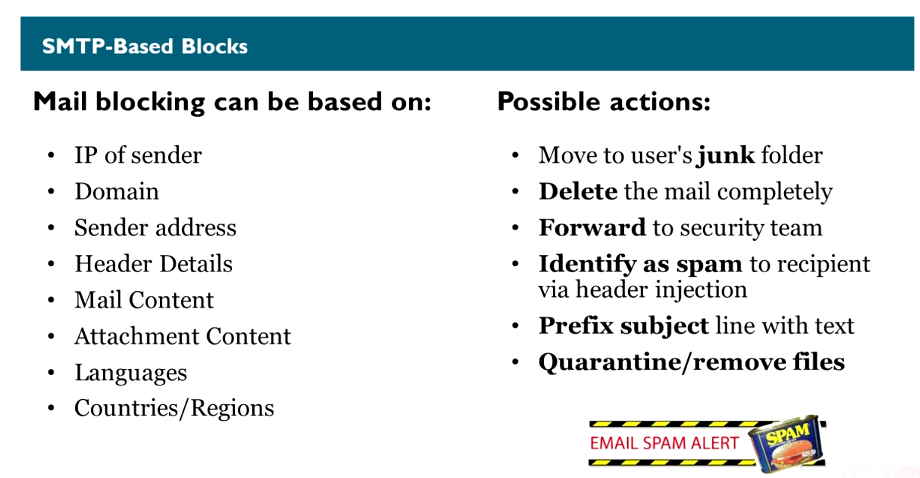 SMTP-Based Blocks
Mail blocking can be based on:
• IP of sender
• Domain
• Sender address
• Header Details
• Mail Content
• Attachment Content
• Languages
• Countries/Regions
Possible actions:
• Move to user's junk folder
• Delete the mail completely
• Forward to security team
• Identify as spam to recipient
via header injection
• Prefix subject line with text
• Quarantine/remove files
EMAIL SPAM ALERT
SPAM